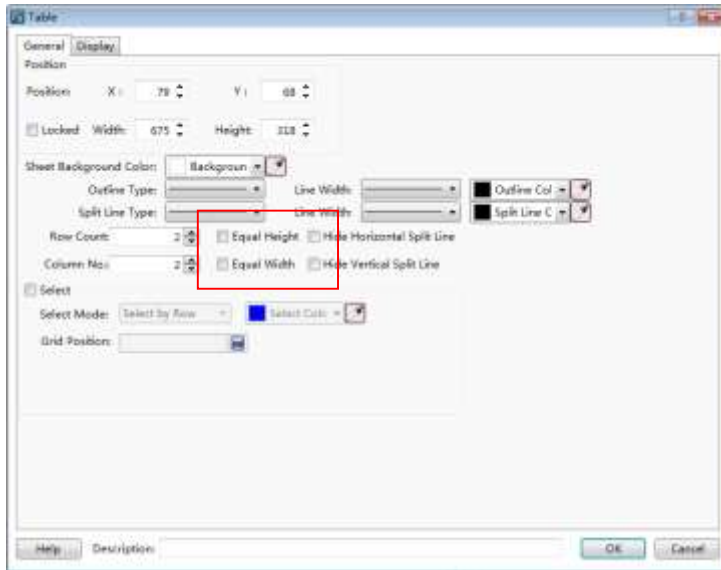 Table
General Display
Position
Position: X: 79 Y: 68
Locked Width: 675 Height: 318
Sheet Background Color: Backgroun
Outline Type: Line Width: Outline Col
Split Line Type: Line Width: Split Line C
Row Count: 2 Equal Height Hide Horizontal Split Line
Column No.: 2 Equal Width Hide Vertical Split Line
Select
Select Mode: Select by Row Select Colo
Grid Position:
Help Description: OK Cancel